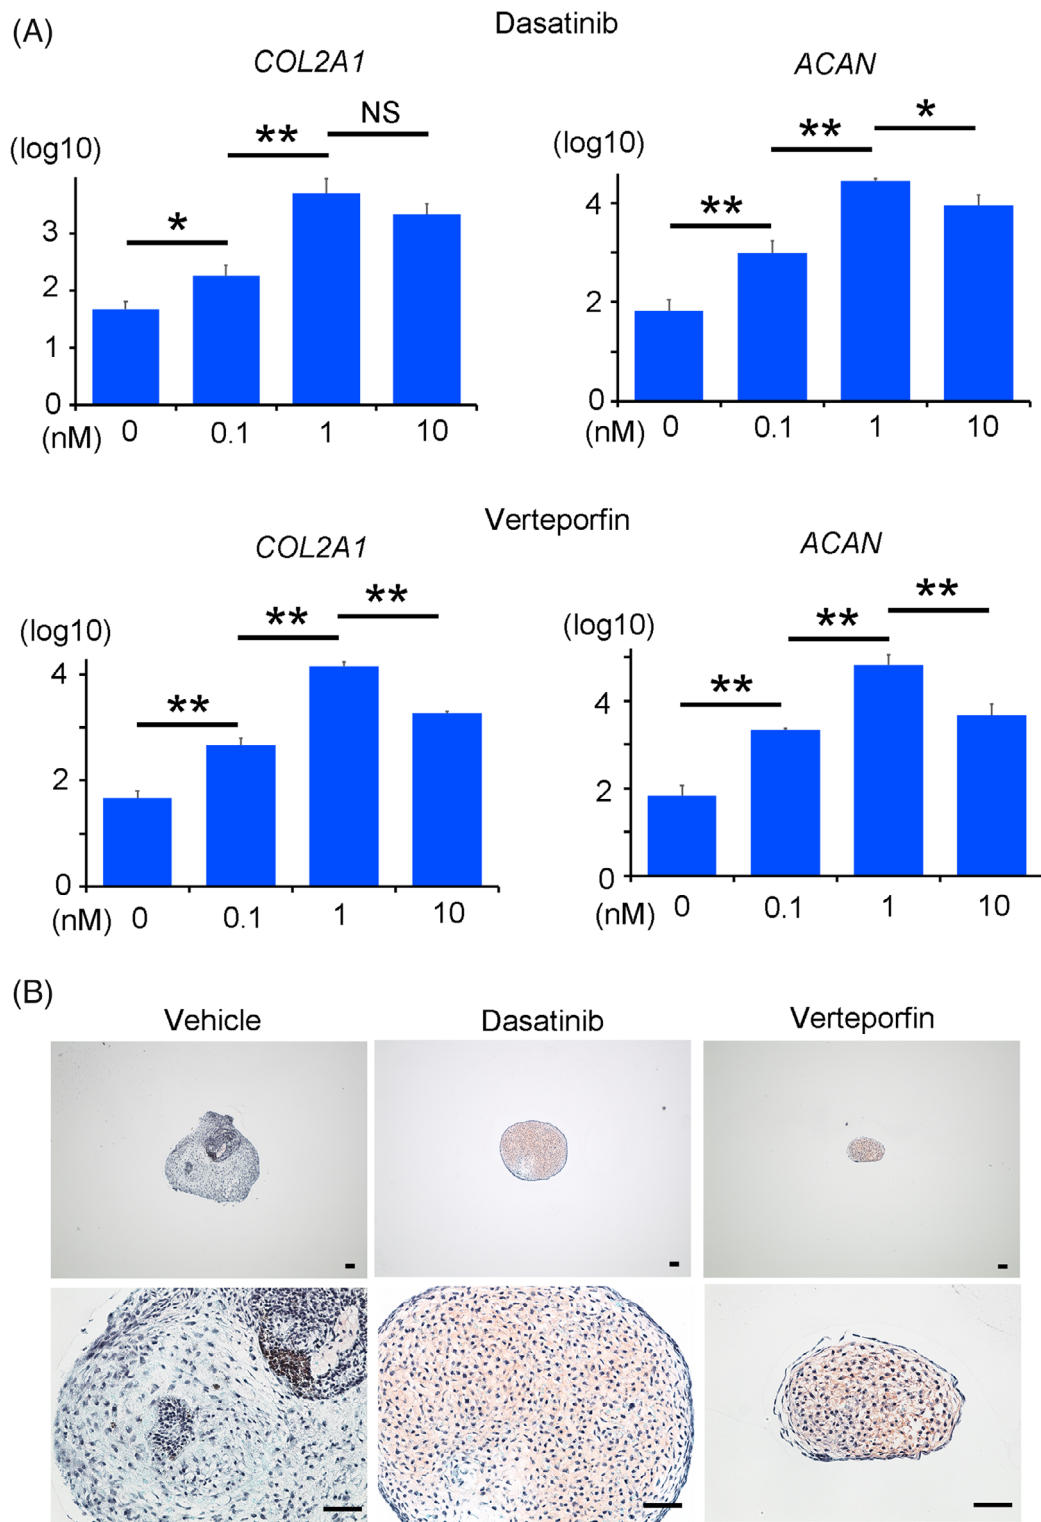 (A)
Dasatinib
COL2A1
ACAN
(log10)
** NS
*
3
2
1
0
(nM) 0 0.1 1 10
(log10)
** *
**
4
2
0
(nM) 0 0.1 1 10
Verteporfin
COL2A1
ACAN
(log10)
** **
**
4
2
0
(nM) 0 0.1 1 10
(log10)
** **
**
4
2
0
(nM) 0 0.1 1 10
(B)
Vehicle Dasatinib Verteporfin